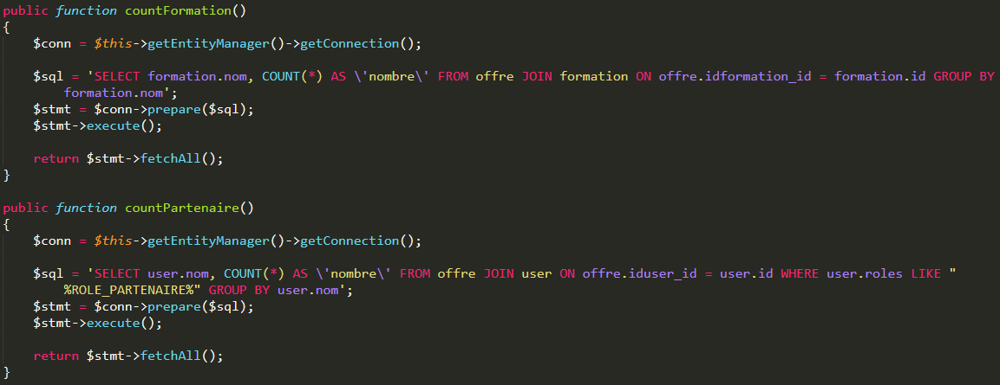 public function countFormation()
{
    $conn = $this->getEntityManager()->getConnection();

    $sql = 'SELECT formation.nom, COUNT(*) AS \'nombre\' FROM offre JOIN formation ON offre.idformation_id = formation.id GROUP BY
        formation.nom';
    $stmt = $conn->prepare($sql);
    $stmt->execute();

    return $stmt->fetchAll();
}

public function countPartenaire()
{
    $conn = $this->getEntityManager()->getConnection();

    $sql = 'SELECT user.nom, COUNT(*) AS \'nombre\' FROM offre JOIN user ON offre.iduser_id = user.id WHERE user.roles LIKE "
        %ROLE_PARTENAIRE%" GROUP BY user.nom';
    $stmt = $conn->prepare($sql);
    $stmt->execute();

    return $stmt->fetchAll();
}